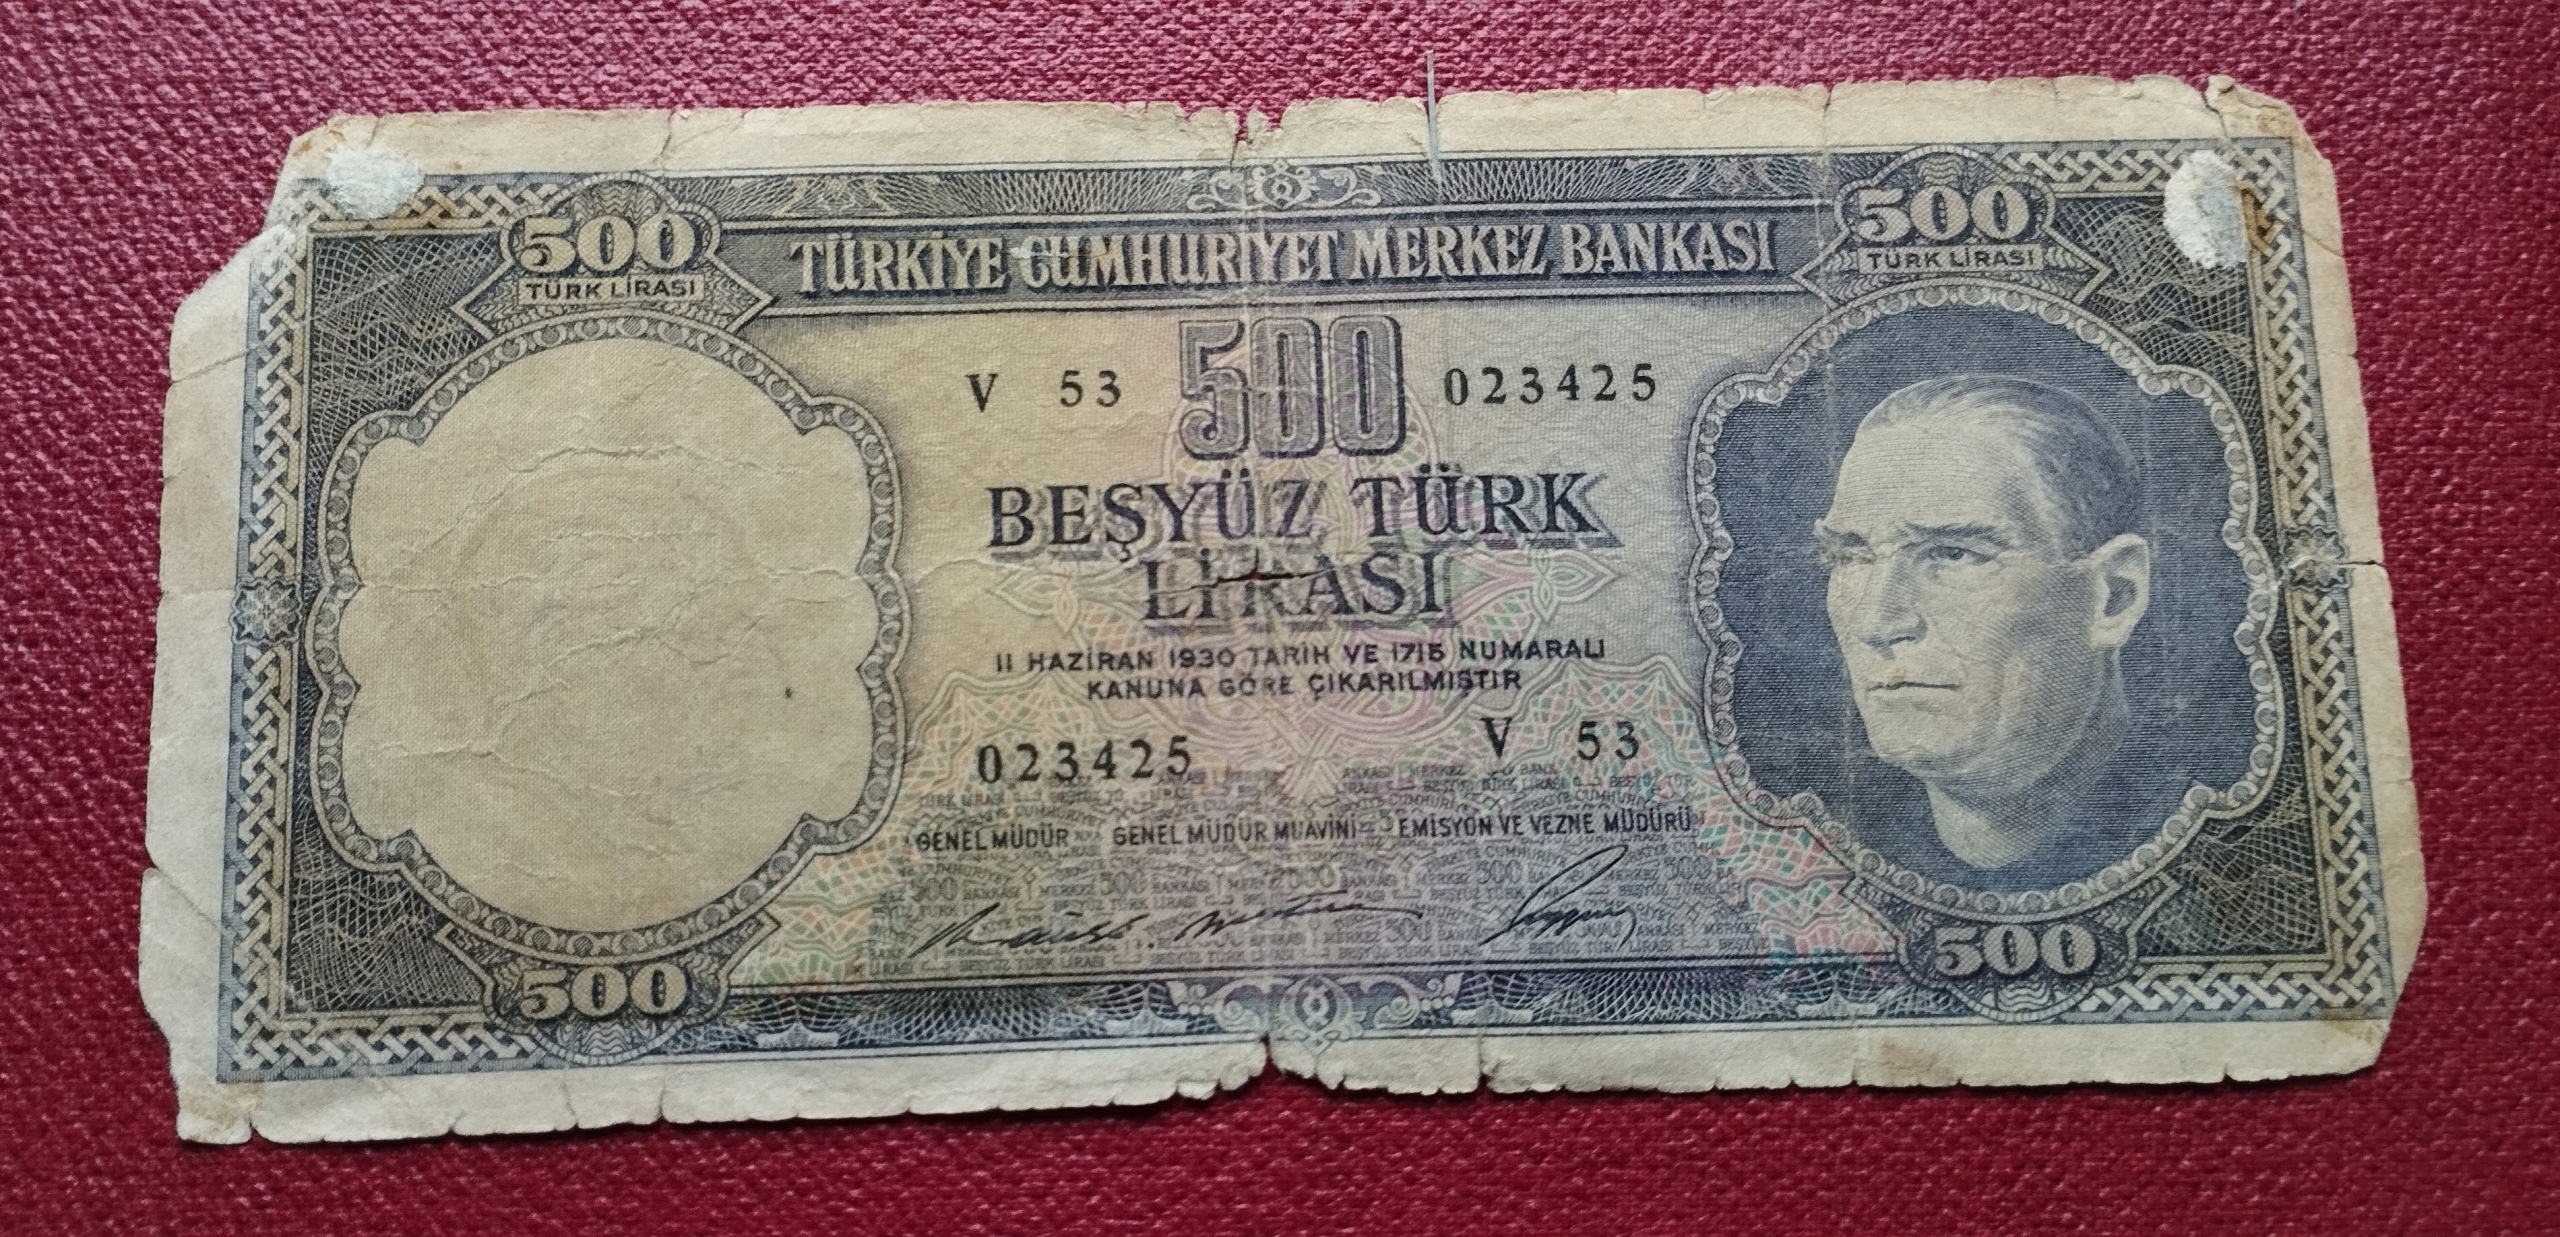 500
TÜRK LİRASI
TÜRKİYE CUMHURİYET MERKEZ BANKASI
500
TÜRK LİRASI
V 53
500
023425
BEŞYÜZ TÜRK
LİRASI
11 HAZİRAN 1930 TARİH VE 1715 NUMARALI
KANUNA GÖRE ÇIKARILMIŞTIR
023425
V 53
GENEL MÜDÜR
GENEL MÜDÜR MUAVİNİ
EMİSYON VE VEZNE MÜDÜRÜ
500
500